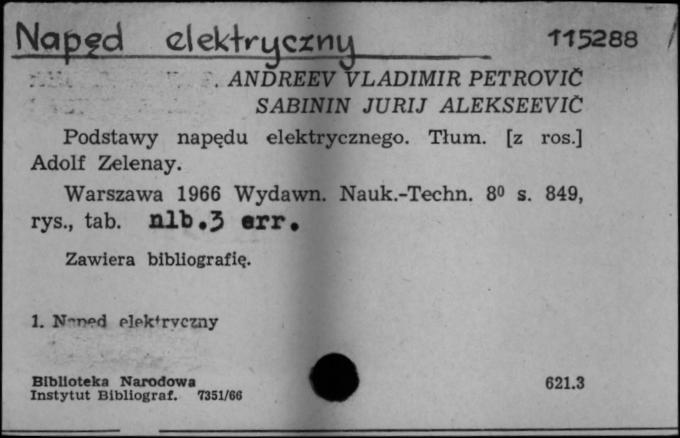 Napęd elektryczny 115288
ANDREEV VLADIMIR PETROVIČ
SABININ JURIJ ALEKSEEVIČ
Podstawy napędu elektrycznego. Tłum. [z ros.]
Adolf Zelenay.
Warszawa 1966 Wydawn. Nauk.-Techn. 8⁰ s. 849,
rys., tab. nlb.3 err.
Zawiera bibliografię.
1. Napęd elektryczny
Biblioteka Narodowa 621.3
Instytut Bibliograf. 7351/66